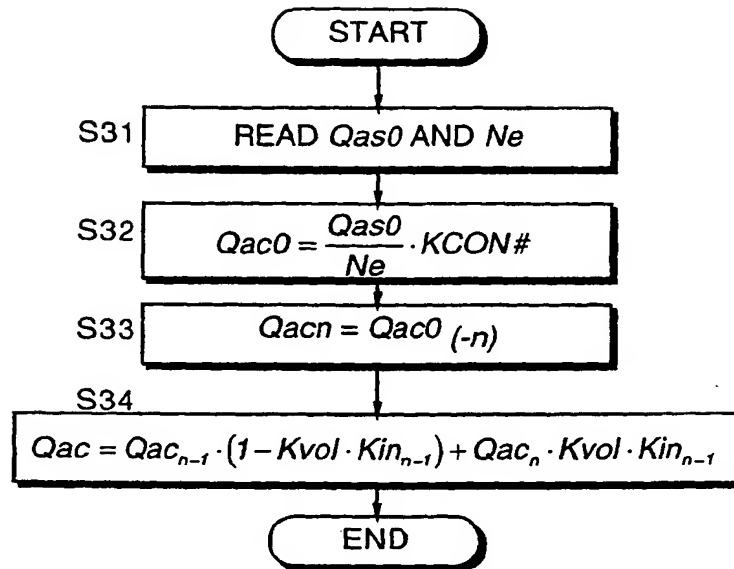 START
S31 READ Qas0 AND Ne
S32 Qac0 = Qas0/Ne · KCON#
S33 Qacn = Qac0 (-n)
S34
Qac = Qac_{n-1} · (1 − Kvol · Kin_{n-1}) + Qac_n · Kvol · Kin_{n-1}
END